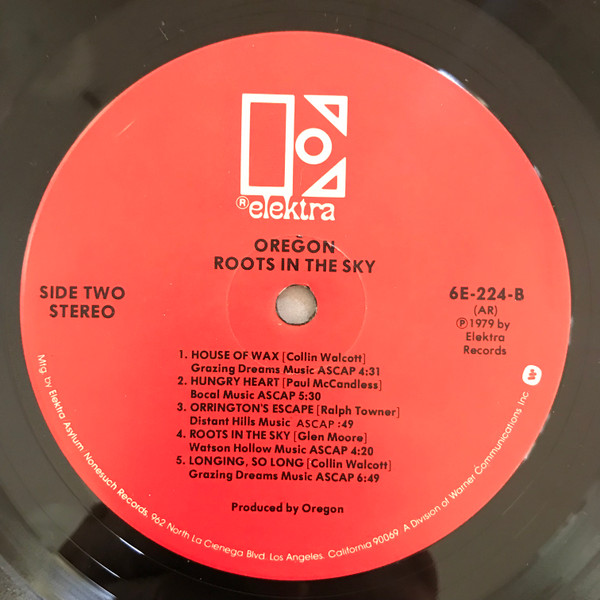 ® elektra
OREGON
ROOTS IN THE SKY
SIDE TWO
STEREO
6E-224-B
(AR)
℗ 1979 by
Elektra
Records
1. HOUSE OF WAX [Collin Walcott]
Grazing Dreams Music ASCAP 4:31
2. HUNGRY HEART [Paul McCandless]
Bocal Music ASCAP 5:30
3. ORRINGTON'S ESCAPE [Ralph Towner]
Distant Hills Music ASCAP :49
4. ROOTS IN THE SKY [Glen Moore]
Watson Hollow Music ASCAP 4:20
5. LONGING, SO LONG [Collin Walcott]
Grazing Dreams Music ASCAP 6:49
Produced by Oregon
Mfg. by Elektra Asylum Nonesuch Records, 962 North La Cienega Blvd. Los Angeles, California 90069 A Division of Warner Communications Inc